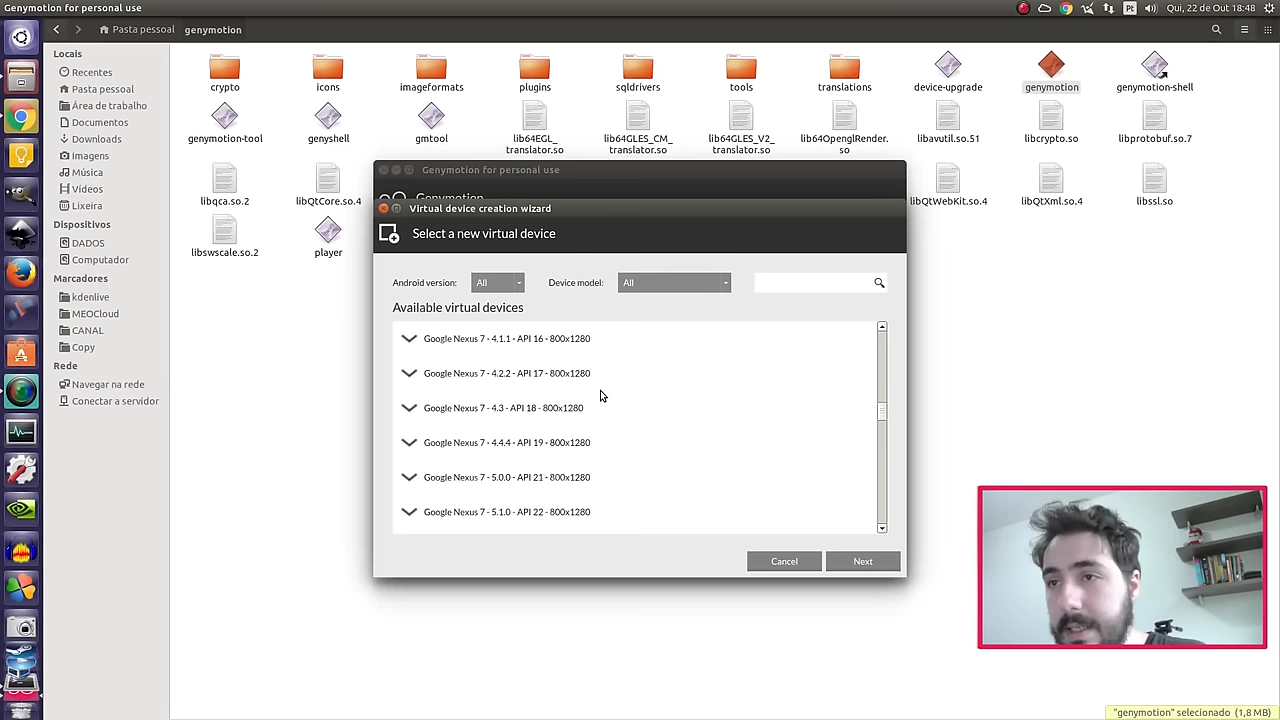 Genymotion for personal use
Pt
Qui, 22 de Out 18:48
Pasta pessoal
genymotion
Locais
Recentes
Pasta pessoal
Área de trabalho
Documentos
Downloads
Imagens
Música
Vídeos
Lixeira
Dispositivos
DADOS
Computador
Marcadores
kdenlive
MEOCloud
CANAL
Copy
Rede
Navegar na rede
Conectar a servidor
crypto
icons
imageformats
plugins
sqldrivers
tools
translations
device-upgrade
genymotion
genymotion-shell
genymotion-tool
genyshell
gmtool
lib64EGL_
translator.so
lib64GLES_CM_
translator.so
lib64GLES_V2_
translator.so
lib64OpenglRender.
so
libavutil.so.51
libcrypto.so
libprotobuf.so.7
libqca.so.2
libQtCore.so.4
libQtWebKit.so.4
libQtXml.so.4
libssl.so
libswscale.so.2
player
Genymotion for personal use
Genymotion
Virtual device creation wizard
Select a new virtual device
Android version:
All
Device model:
All
Available virtual devices
Google Nexus 7 - 4.1.1 - API 16 - 800x1280
Google Nexus 7 - 4.2.2 - API 17 - 800x1280
Google Nexus 7 - 4.3 - API 18 - 800x1280
Google Nexus 7 - 4.4.4 - API 19 - 800x1280
Google Nexus 7 - 5.0.0 - API 21 - 800x1280
Google Nexus 7 - 5.1.0 - API 22 - 800x1280
Cancel
Next
"genymotion" selecionado (1,8 MB)